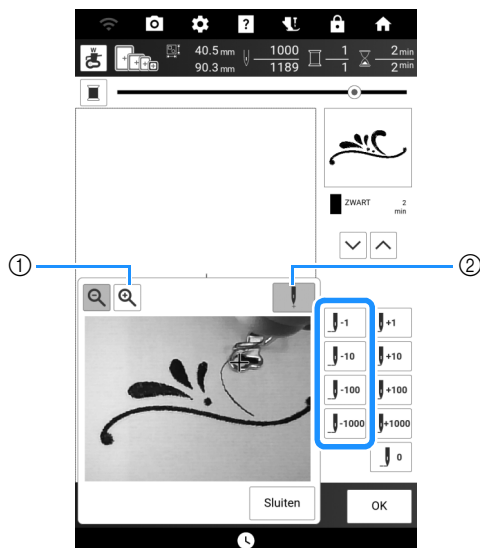 ?
W
40.5 mm 1000 1 2 min
90.3 mm 1189 1 2 min
ZWART 2
min
① ②
-1 +1
-10 +10
-100 +100
-1000 +1000
0
Sluiten OK